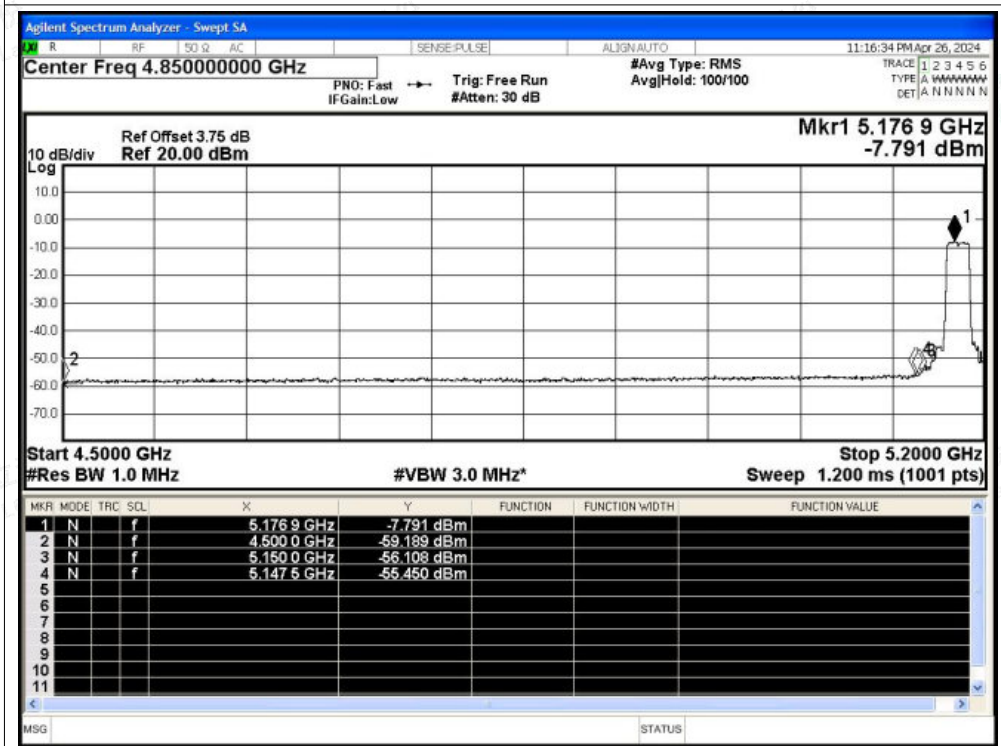 Agilent Spectrum Analyzer - Swept SA
LXI R RF 50 Ω AC SENSE:PULSE ALIGN AUTO 11:16:34 PM Apr 26, 2024
Center Freq 4.850000000 GHz #Avg Type: RMS TRACE 1 2 3 4 5 6
PNO: Fast Trig: Free Run Avg|Hold: 100/100 TYPE A WWWWW
IFGain:Low #Atten: 30 dB DET A N N N N N
Mkr1 5.176 9 GHz
Ref Offset 3.75 dB
10 dB/div Ref 20.00 dBm -7.791 dBm
Log
10.0
0.00
1
-10.0
-20.0
-30.0
-40.0
-50.0
2
-60.0
-70.0
Start 4.5000 GHz Stop 5.2000 GHz
#Res BW 1.0 MHz #VBW 3.0 MHz* Sweep 1.200 ms (1001 pts)
MKR MODE TRC SCL X Y FUNCTION FUNCTION WIDTH FUNCTION VALUE
1 N f 5.176 9 GHz -7.791 dBm
2 N f 4.500 0 GHz -59.189 dBm
3 N f 5.150 0 GHz -56.108 dBm
4 N f 5.147 5 GHz -55.450 dBm
5
6
7
8
9
10
11
MSG STATUS